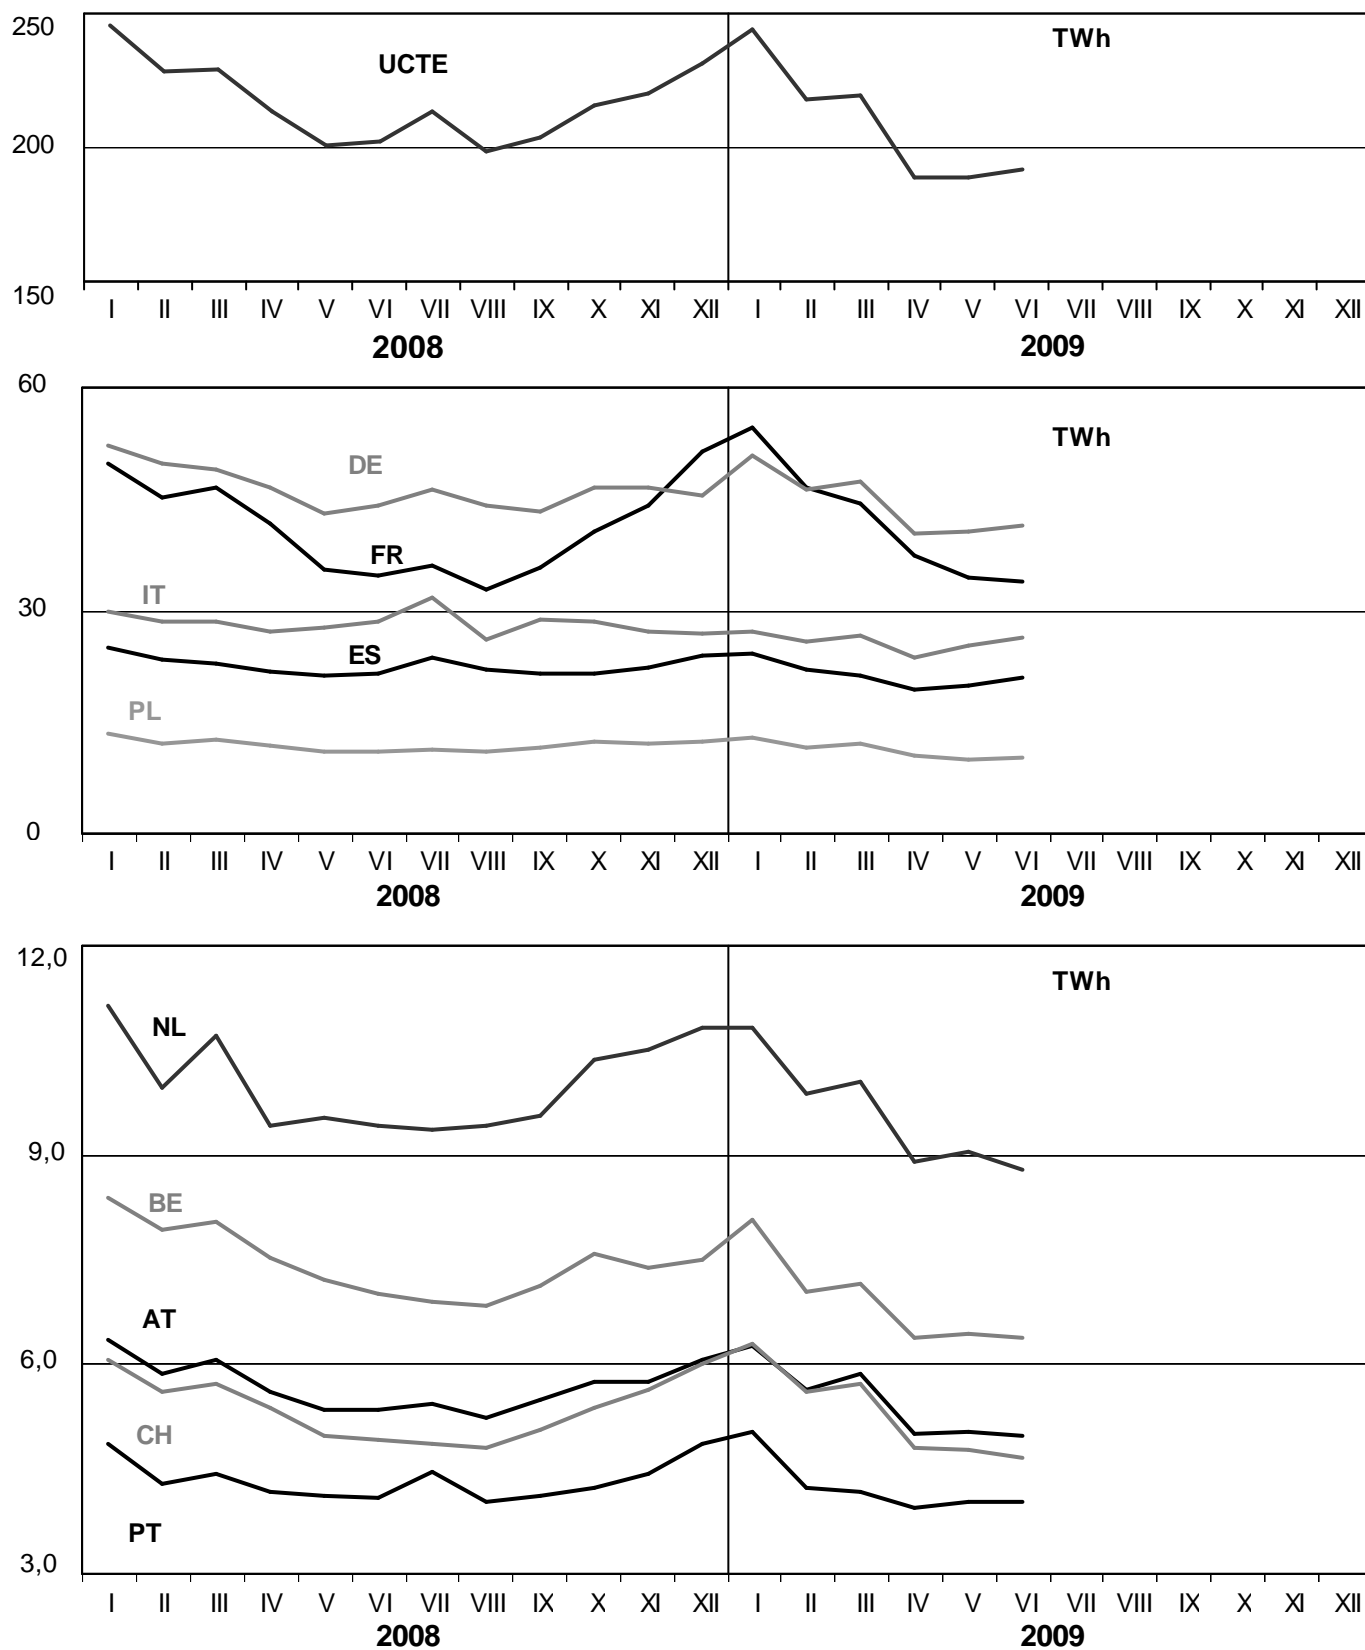 250
TWh
UCTE
200
150
I II III IV V VI VII VIII IX X XI XII I II III IV V VI VII VIII IX X XI XII
2008 2009
60
TWh
DE
FR
IT
30
ES
PL
0
I II III IV V VI VII VIII IX X XI XII I II III IV V VI VII VIII IX X XI XII
2008 2009
12,0
TWh
NL
9,0
BE
AT
6,0
CH
PT
3,0
I II III IV V VI VII VIII IX X XI XII I II III IV V VI VII VIII IX X XI XII
2008 2009